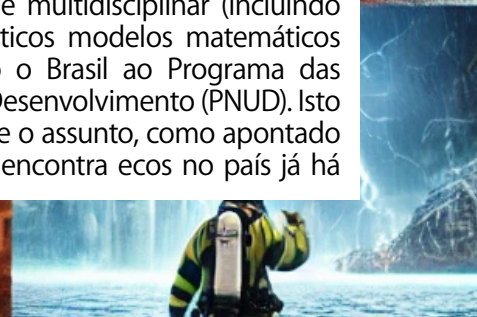 e multidisciplinar (incluindo
ticos modelos matemáticos
o Brasil ao Programa das
Desenvolvimento (PNUD). Isto
e o assunto, como apontado
encontra ecos no país já há